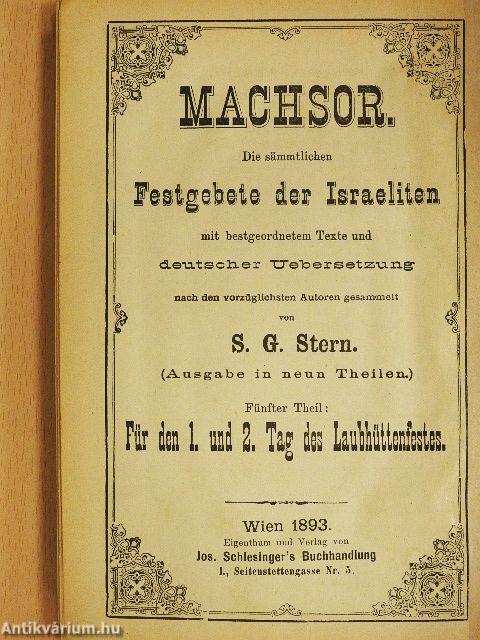 MACHSOR.
Die sämmtlichen
Festgebete der Israeliten
mit bestgeordnetem Texte und
deutscher Uebersetzung
nach den vorzüglichsten Autoren gesammelt
von
S. G. Stern.
(Ausgabe in neun Theilen.)
Fünfter Theil:
Für den 1. und 2. Tag des Laubhüttenfestes.
Wien 1893.
Eigenthum und Verlag von
Jos. Schlesinger's Buchhandlung
I., Seitenstettengasse Nr. 5.
Antikvárium.hu